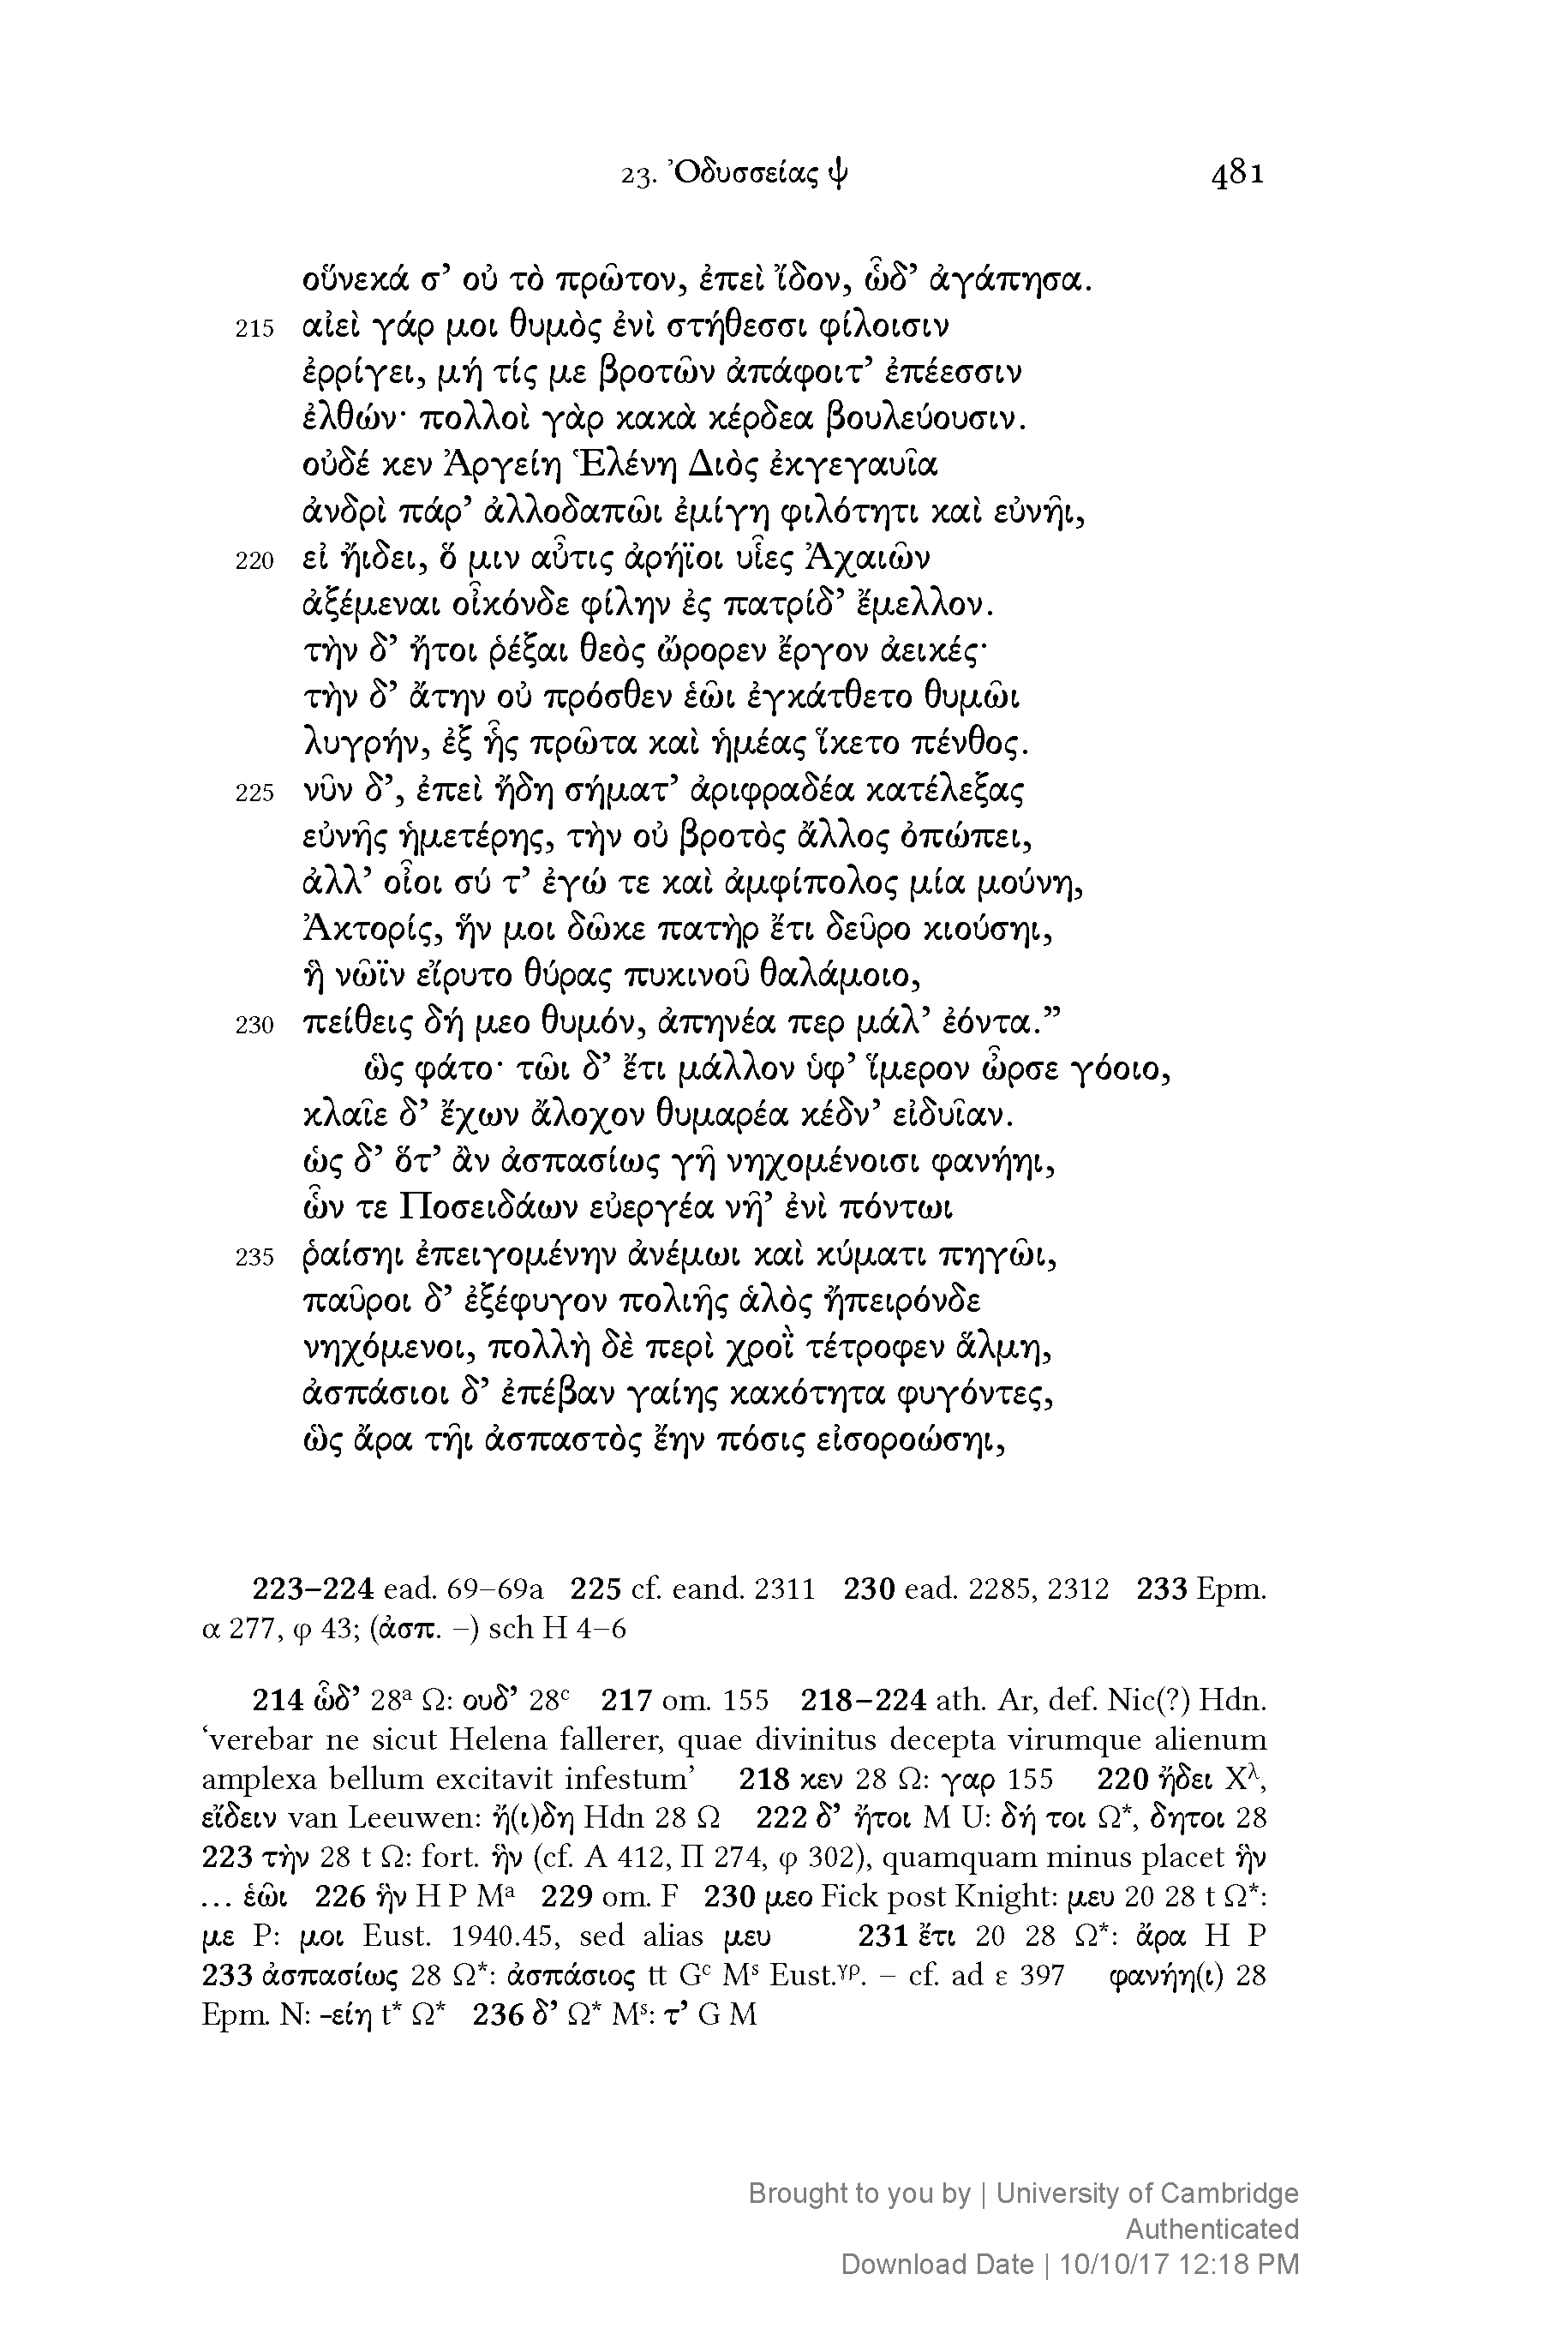 23. Ὀδυσσείας ψ 481
οὕνεκά σ’ οὐ τὸ πρῶτον, ἐπεὶ ἴδον, ὧδ’ ἀγάπησα.
215 αἰεὶ γάρ μοι θυμὸς ἐνὶ στήθεσσι φίλοισιν
ἐρρίγει, μή τίς με βροτῶν ἀπάφοιτ’ ἐπέεσσιν
ἐλθών· πολλοὶ γὰρ κακὰ κέρδεα βουλεύουσιν.
οὐδέ κεν Ἀργείη Ἑλένη Διὸς ἐκγεγαυῖα
ἀνδρὶ πάρ’ ἀλλοδαπῶι ἐμίγη φιλότητι καὶ εὐνῆι,
220 εἰ ἤιδει, ὅ μιν αὖτις ἀρήϊοι υἷες Ἀχαιῶν
ἀξέμεναι οἶκόνδε φίλην ἐς πατρίδ’ ἔμελλον.
τὴν δ’ ἤτοι ῥέξαι θεὸς ὤρορεν ἔργον ἀεικές·
τὴν δ’ ἄτην οὐ πρόσθεν ἑῶι ἐγκάτθετο θυμῶι
λυγρήν, ἐξ ἧς πρῶτα καὶ ἡμέας ἵκετο πένθος.
225 νῦν δ’, ἐπεὶ ἤδη σήματ’ ἀριφραδέα κατέλεξας
εὐνῆς ἡμετέρης, τὴν οὐ βροτὸς ἄλλος ὀπώπει,
ἀλλ’ οἶοι σύ τ’ ἐγώ τε καὶ ἀμφίπολος μία μούνη,
Ἀκτορίς, ἥν μοι δῶκε πατὴρ ἔτι δεῦρο κιούσηι,
ἣ νῶϊν εἴρυτο θύρας πυκινοῦ θαλάμοιο,
230 πείθεις δή μεο θυμόν, ἀπηνέα περ μάλ’ ἐόντα.”
ὣς φάτο· τῶι δ’ ἔτι μάλλον ὑφ’ ἵμερον ὦρσε γόοιο,
κλαῖε δ’ ἔχων ἄλοχον θυμαρέα κέδν’ εἰδυῖαν.
ὡς δ’ ὅτ’ ἂν ἀσπασίως γῆ νηχομένοισι φανήηι,
ὧν τε Ποσειδάων εὐεργέα νῆ’ ἐνὶ πόντωι
235 ῥαίσηι ἐπειγομένην ἀνέμωι καὶ κύματι πηγῶι,
παῦροι δ’ ἐξέφυγον πολιῆς ἁλὸς ἤπειρόνδε
νηχόμενοι, πολλὴ δὲ περὶ χροῒ τέτροφεν ἅλμη,
ἀσπάσιοι δ’ ἐπέβαν γαίης κακότητα φυγόντες,
ὣς ἄρα τῆι ἀσπαστὸς ἔην πόσις εἰσοροώσηι,
223–224 ead. 69–69a 225 cf. eand. 2311 230 ead. 2285, 2312 233 Epm.
α 277, φ 43; (ἀσπ. –) sch H 4–6
214 ὧδ’ 28ᵃ Ω: ουδ’ 28ᶜ 217 om. 155 218–224 ath. Ar, def. Nic(?) Hdn.
‘verebar ne sicut Helena fallerer, quae divinitus decepta virumque alienum
amplexa bellum excitavit infestum’ 218 κεν 28 Ω: γαρ 155 220 ᾔδει Xλ,
εἴδειν van Leeuwen: ἤ(ι)δη Hdn 28 Ω 222 δ’ ἤτοι M U: δή τοι Ω*, δητοι 28
223 τὴν 28 t Ω: fort. ἣν (cf. A 412, Π 274, φ 302), quamquam minus placet ἣν
... ἑῶι 226 ἣν H P Mᵃ 229 om. F 230 μεο Fick post Knight: μευ 20 28 t Ω*:
με P: μοι Eust. 1940.45, sed alias μευ 231 ἔτι 20 28 Ω*: ἄρα H P
233 ἀσπασίως 28 Ω*: ἀσπάσιος tt Gᶜ Mˢ Eust.γρ. – cf. ad ε 397 φανήη(ι) 28
Epm. N: -είη t* Ω* 236 δ’ Ω* Mˢ: τ’ G M
Brought to you by | University of Cambridge
Authenticated
Download Date | 10/10/17 12:18 PM